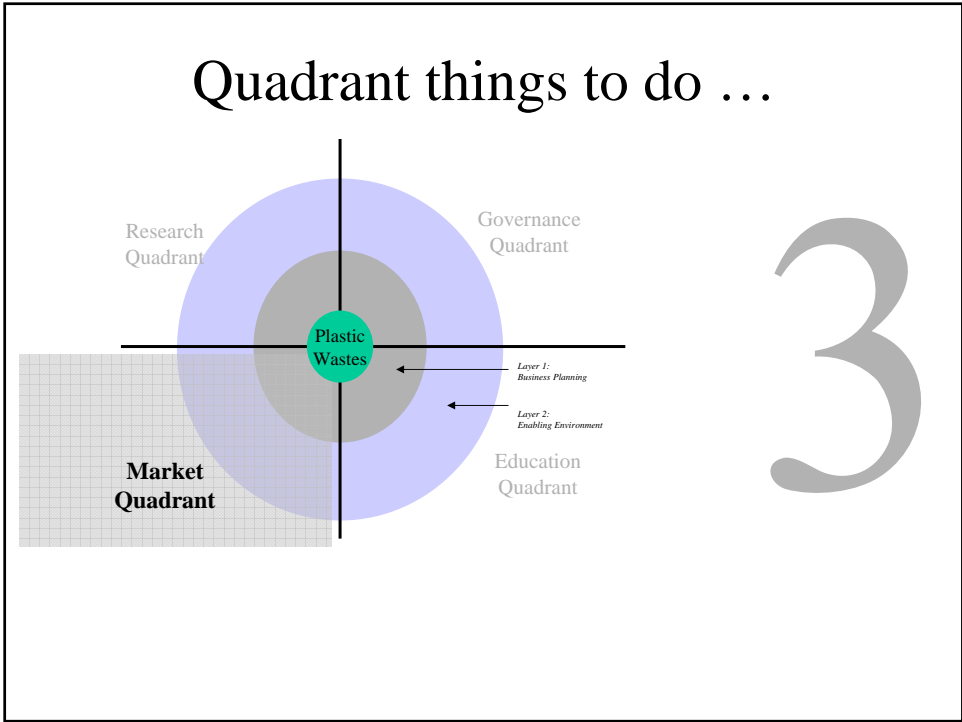 Quadrant things to do …
Research
Quadrant
Governance
Quadrant
Plastic
Wastes
Layer 1:
Business Planning
Layer 2:
Enabling Environment
Market
Quadrant
Education
Quadrant
3